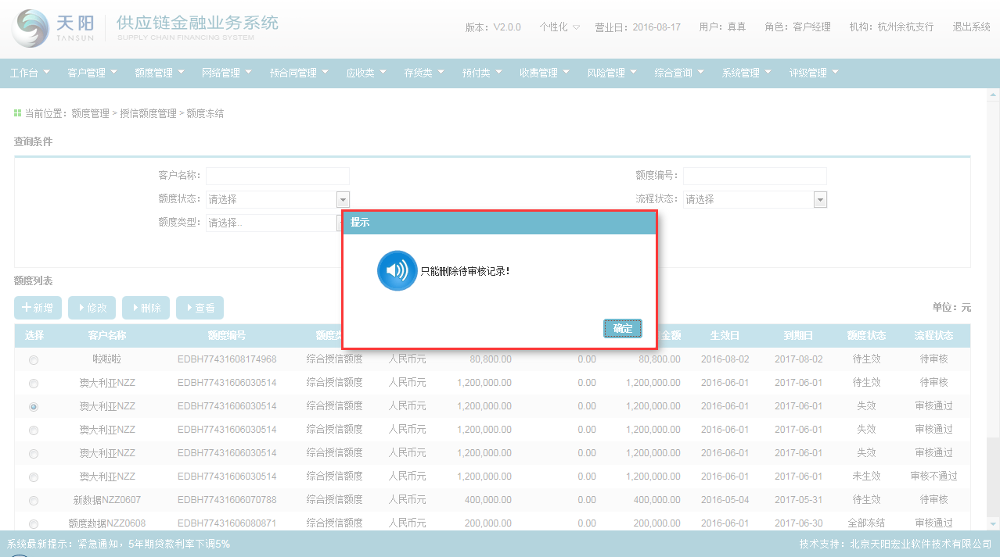 天阳 TANSUN 供应链金融业务系统
SUPPLY CHAIN FINANCING SYSTEM
版本：V2.0.0 个性化 营业日：2016-08-17 用户：真真 角色：客户经理 机构：杭州余杭支行 退出系统
工作台 客户管理 额度管理 网络管理 预合同管理 应收类 存货类 预付类 收费管理 风险管理 综合查询 系统管理 评级管理
当前位置：额度管理 > 授信额度管理 > 额度冻结
查询条件
客户名称： 额度编号：
额度状态：请选择 流程状态：请选择
额度类型：请选择..
提示
只能删除待审核记录！
确定
额度列表
新增 修改 删除 查看 单位：元
选择 客户名称 额度编号 额度类 金额 生效日 到期日 额度状态 流程状态
啦啦啦 EDBH77431608174968 综合授信额度 人民币元 80,800.00 0.00 80,800.00 2016-08-02 2017-08-02 待生效 待审核
澳大利亚NZZ EDBH77431606030514 综合授信额度 人民币元 1,200,000.00 0.00 1,200,000.00 2016-06-01 2017-06-01 待生效 待审核
澳大利亚NZZ EDBH77431606030514 综合授信额度 人民币元 1,200,000.00 0.00 1,200,000.00 2016-06-01 2017-06-01 失效 审核通过
澳大利亚NZZ EDBH77431606030514 综合授信额度 人民币元 1,200,000.00 0.00 1,200,000.00 2016-06-01 2017-06-01 失效 审核通过
澳大利亚NZZ EDBH77431606030514 综合授信额度 人民币元 1,200,000.00 0.00 1,200,000.00 2016-06-01 2017-06-01 失效 审核通过
澳大利亚NZZ EDBH77431606030514 综合授信额度 人民币元 1,200,000.00 0.00 1,200,000.00 2016-06-01 2017-06-01 未生效 审核不通过
新数据NZZ0607 EDBH77431606070788 综合授信额度 人民币元 400,000.00 0.00 400,000.00 2016-05-04 2017-05-31 待生效 待审核
额度数据NZZ0608 EDBH77431606080871 综合授信额度 人民币元 200,000.00 0.00 200,000.00 2016-06-01 2017-06-30 全部冻结 审核通过
系统最新提示：紧急通知，5年期贷款利率下调5% 技术支持：北京天阳宏业软件技术有限公司